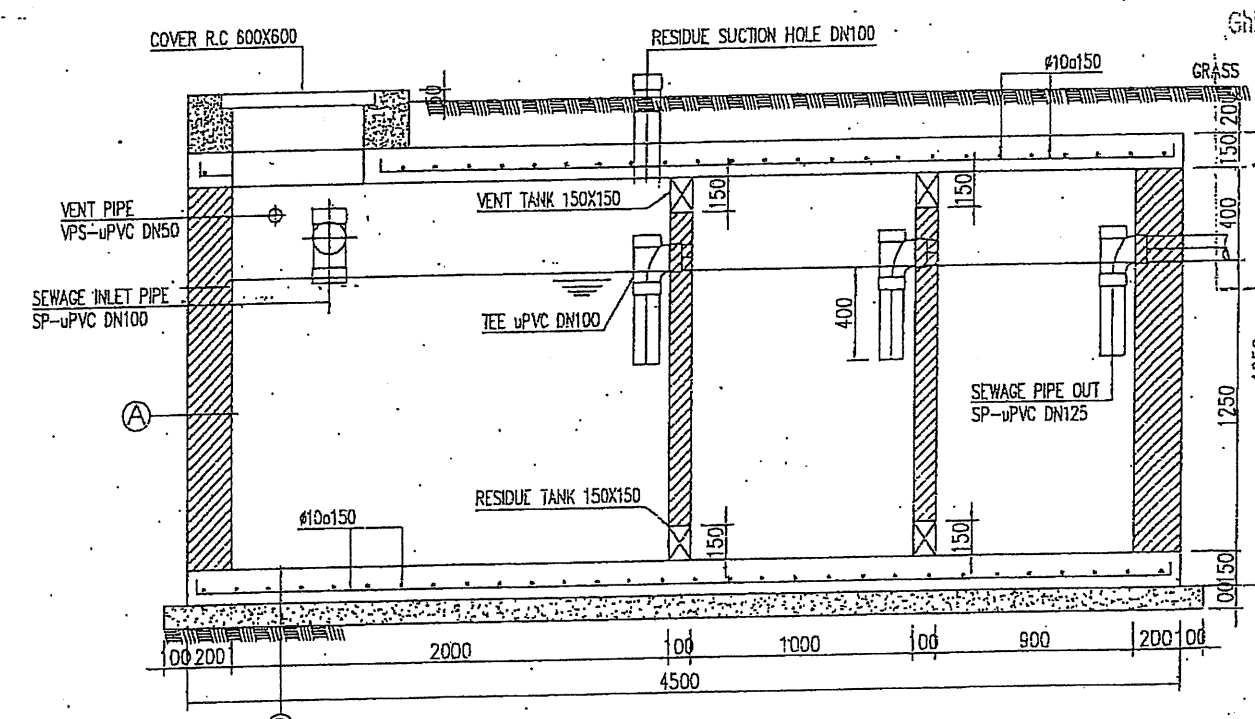 COVER R.C 600X600
RESIDUE SUCTION HOLE DN100
ø10a150
GRASS
150
200
150
VENT TANK 150X150
150
150
400
VENT PIPE
VPS-uPVC DN50
SEWAGE INLET PIPE
SP-uPVC DN100
TEE uPVC DN100
400
SEWAGE PIPE OUT
SP-uPVC DN125
1250
A
RESIDUE TANK 150X150
ø10a150
150
150
150
100
100
200
2000
100
1000
100
900
200
100
4500